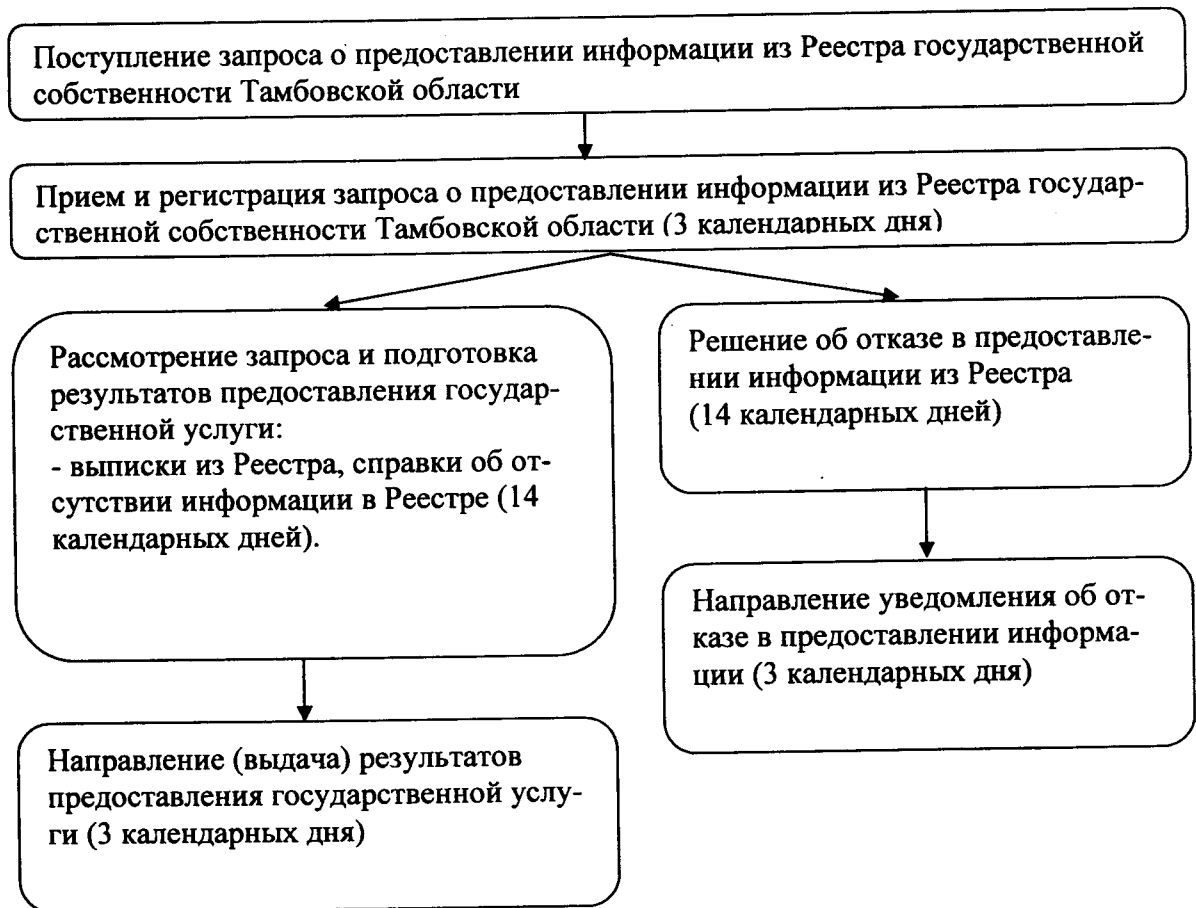 Поступление запроса о предоставлении информации из Реестра государственной
собственности Тамбовской области
Прием и регистрация запроса о предоставлении информации из Реестра государ-
ственной собственности Тамбовской области (3 календарных дня)
Рассмотрение запроса и подготовка
результатов предоставления государ-
ственной услуги:
- выписки из Реестра, справки об от-
сутствии информации в Реестре (14
календарных дней).
Решение об отказе в предоставле-
нии информации из Реестра
(14 календарных дней)
Направление уведомления об от-
казе в предоставлении информа-
ции (3 календарных дня)
Направление (выдача) результатов
предоставления государственной услу-
ги (3 календарных дня)